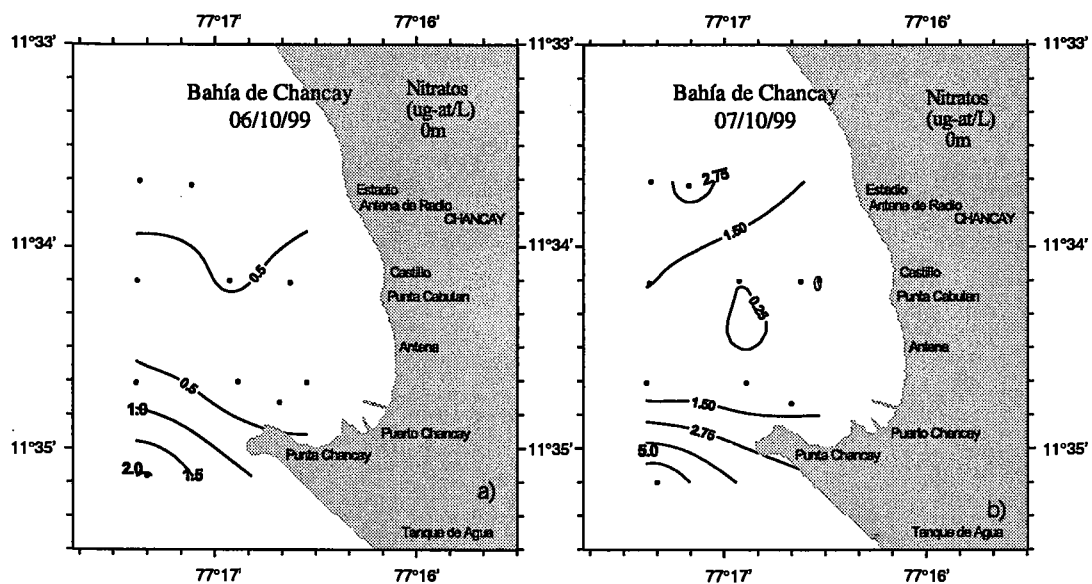 77°17'
77°16'
11°33'
Bahía de Chancay
06/10/99
Nitratos
(ug-at/L)
0m
Estadio
Antena de Radio
CHANCAY
11°34'
0.5
Castillo
Punta Cabulan
Antena
0.5
1.0
2.0
1.5
11°35'
Puerto Chancay
Punta Chancay
a)
Tanque de Agua
77°17'
77°16'
77°17'
77°16'
11°33'
11°33'
Bahía de Chancay
07/10/99
Nitratos
(ug-at/L)
0m
2.75
Estadio
Antena de Radio
CHANCAY
1.50
11°34'
11°34'
Castillo
Punta Cabulan
0.25
Antena
1.50
2.75
5.0
11°35'
11°35'
Puerto Chancay
Punta Chancay
b)
Tanque de Agua
77°17'
77°16'